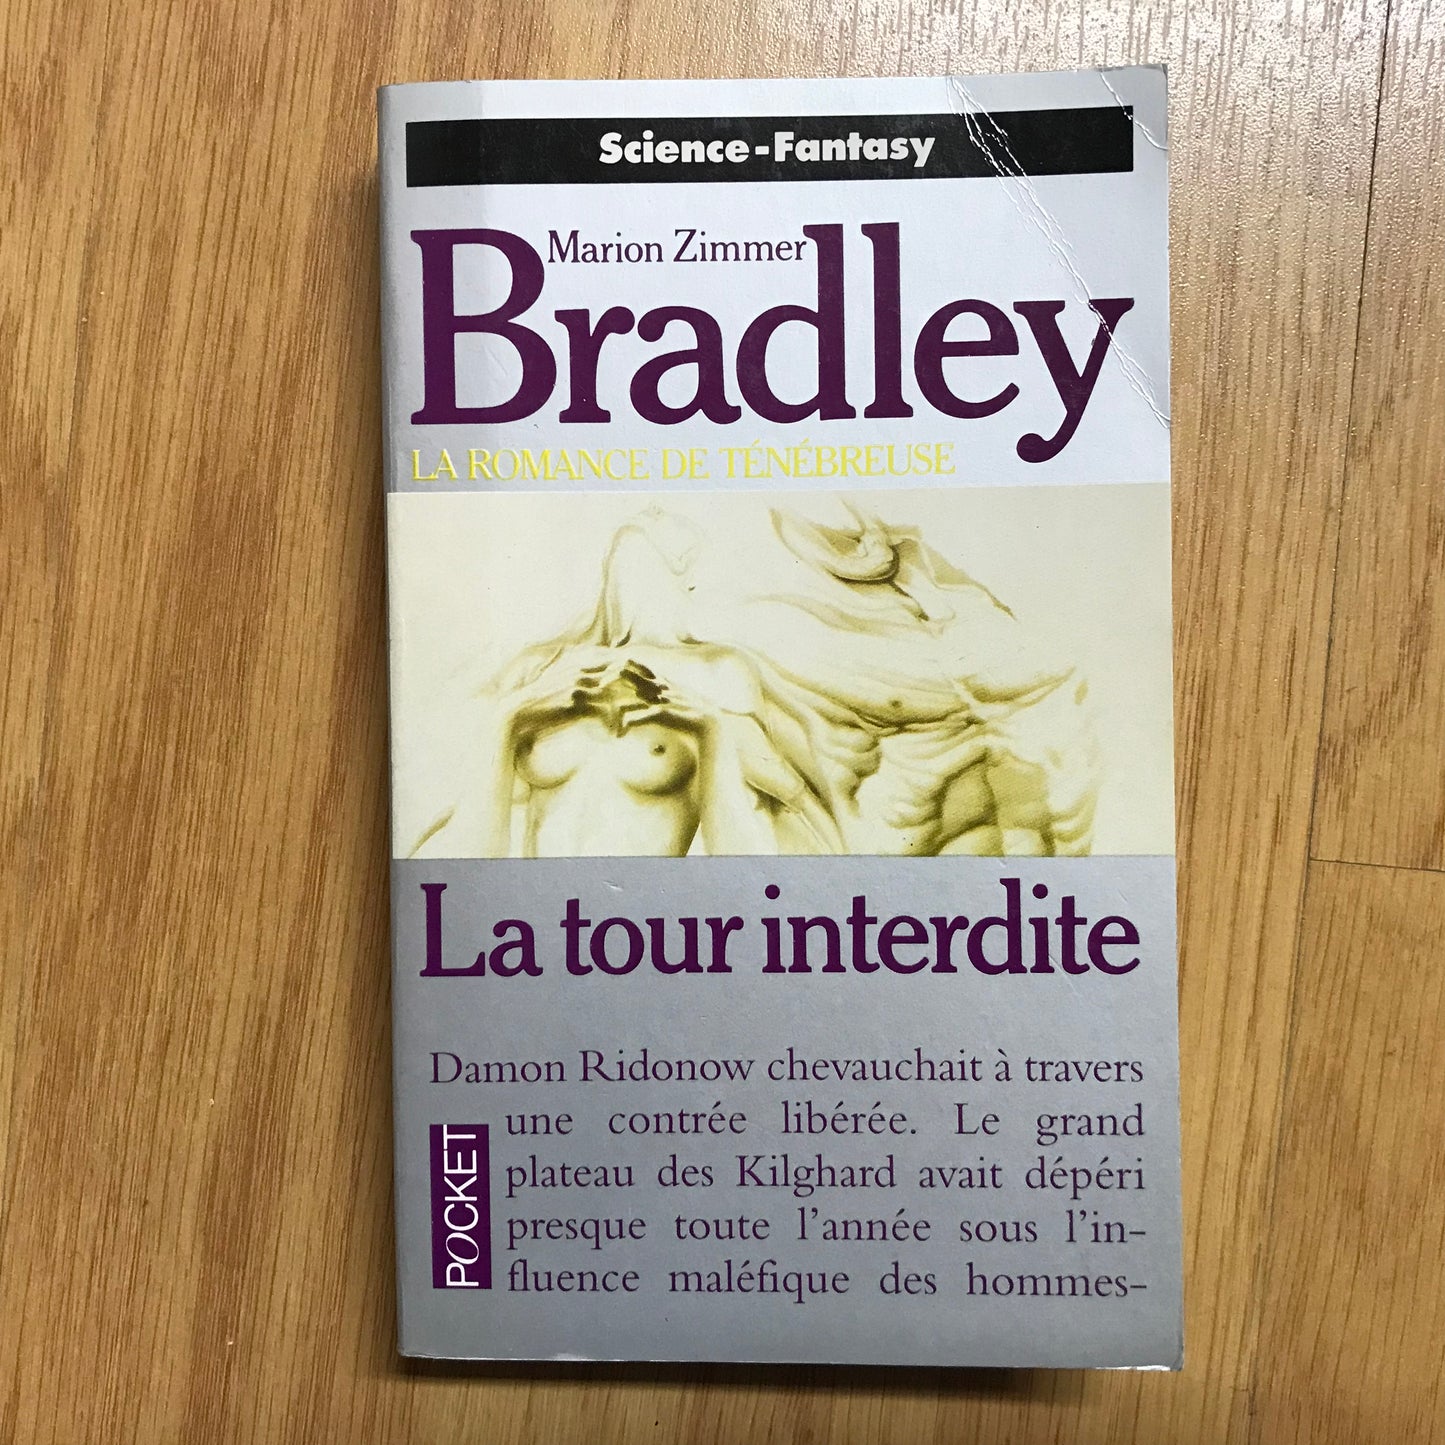 Science-Fantasy
Marion Zimmer
Bradley
LA ROMANCE DE TÉNÉBREUSE
La tour interdite
Damon Ridonow chevauchait à travers
une contrée libérée. Le grand
plateau des Kilghard avait dépéri
presque toute l'année sous l'in-
fluence maléfique des hommes-
POCKET